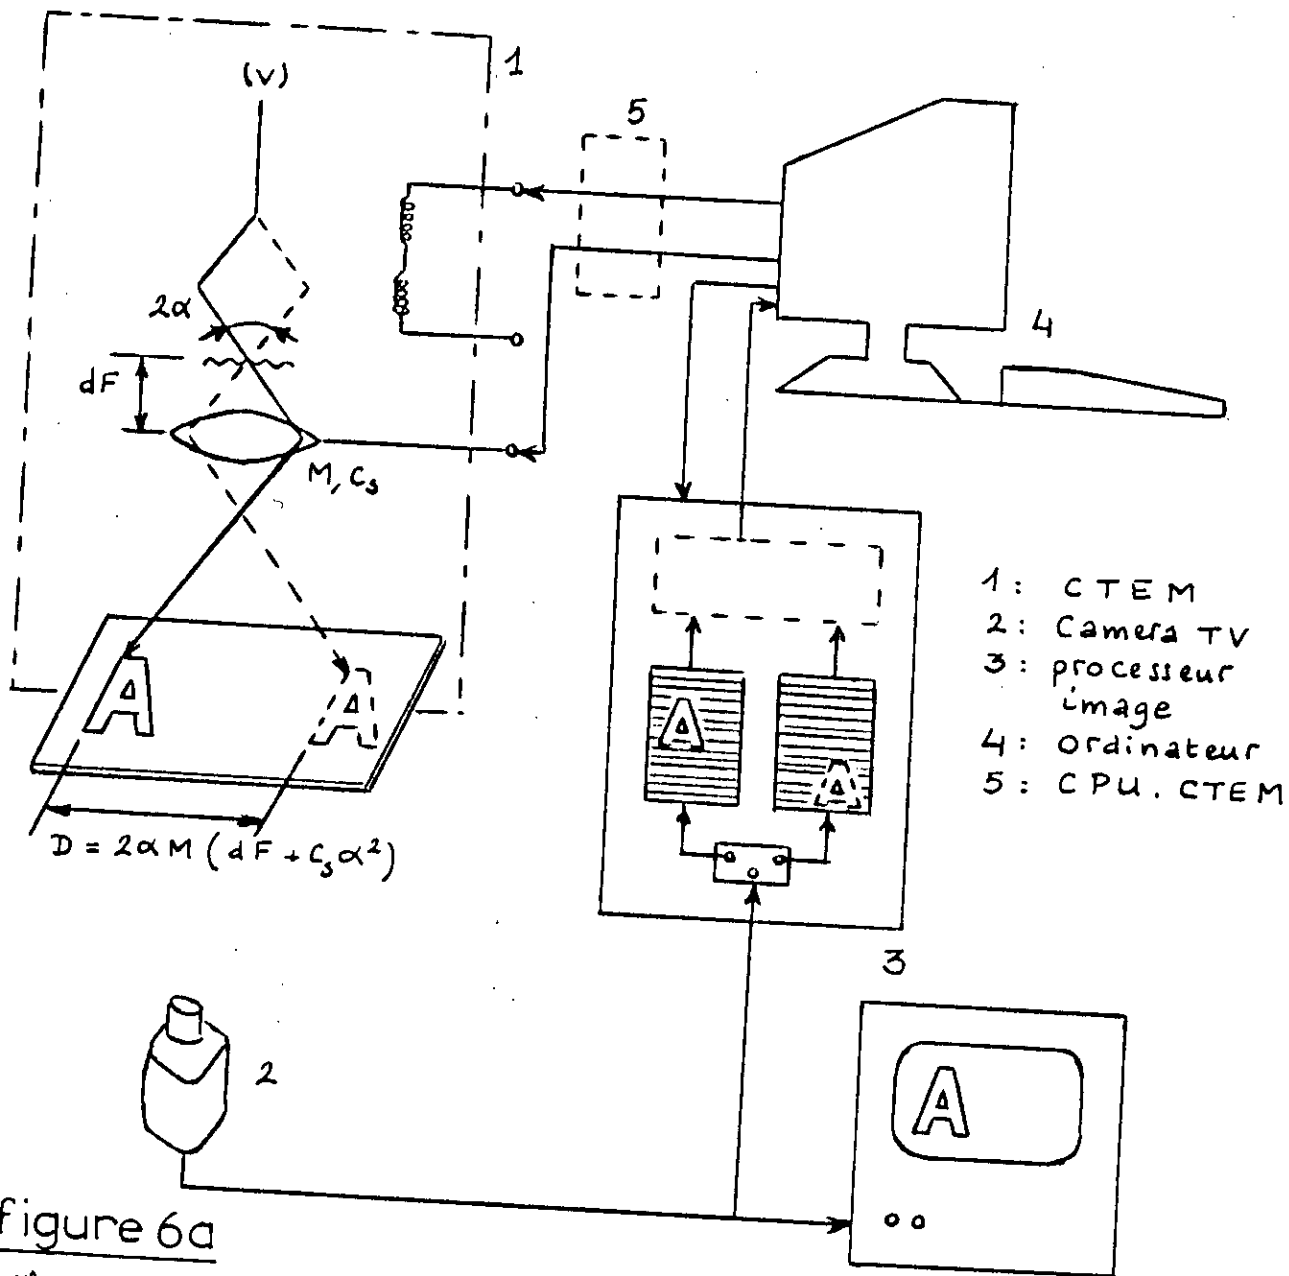 (v)
1
5
2α
dF
M, Cs
4
A
A
D = 2αM (dF + Csα²)
A
A
1: CTEM
2: Camera TV
3: processeur
image
4: ordinateur
5: CPU. CTEM
3
2
A
figure 6a